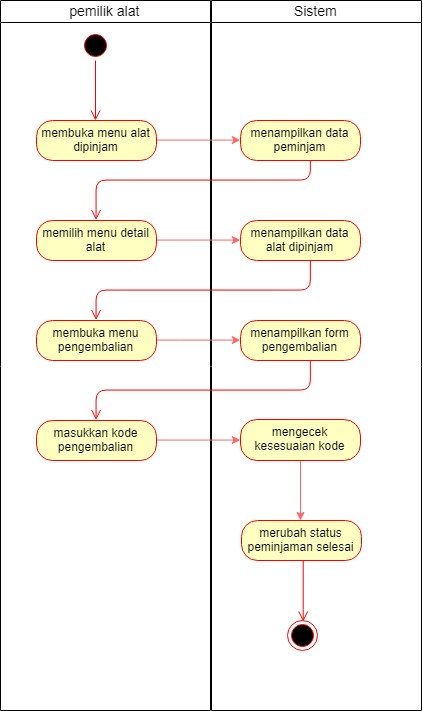 pemilik alat
Sistem
membuka menu alat
dipinjam
menampilkan data
peminjam
memilih menu detail
alat
menampilkan data
alat dipinjam
membuka menu
pengembalian
menampilkan form
pengembalian
masukkan kode
pengembalian
mengecek
kesesuaian kode
merubah status
peminjaman selesai